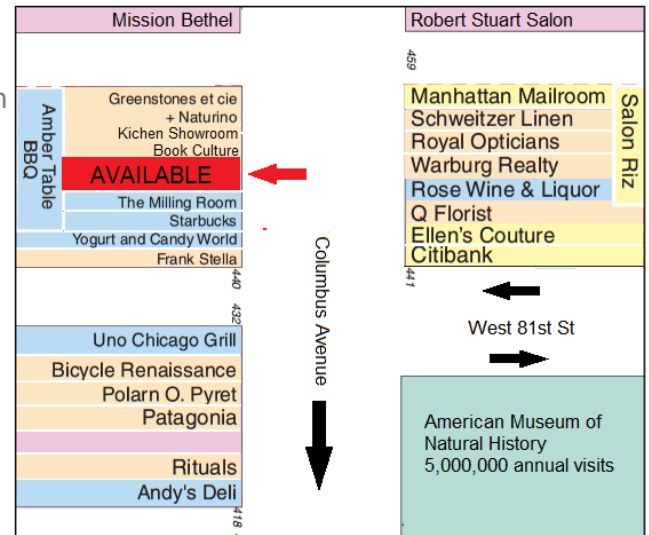 Mission Bethel
Robert Stuart Salon
459
n
Amber Table
BBQ
Greenstones et cie
+ Naturino
Kichen Showroom
Book Culture
AVAILABLE
The Milling Room
Starbucks
Yogurt and Candy World
Frank Stella
440
Manhattan Mailroom
Schweitzer Linen
Royal Opticians
Warburg Realty
Rose Wine & Liquor
Q Florist
Ellen's Couture
Citibank
Salon Riz
441
Columbus Avenue
West 81st St
432
Uno Chicago Grill
Bicycle Renaissance
Polarn O. Pyret
Patagonia
Rituals
Andy's Deli
418
American Museum of
Natural History
5,000,000 annual visits